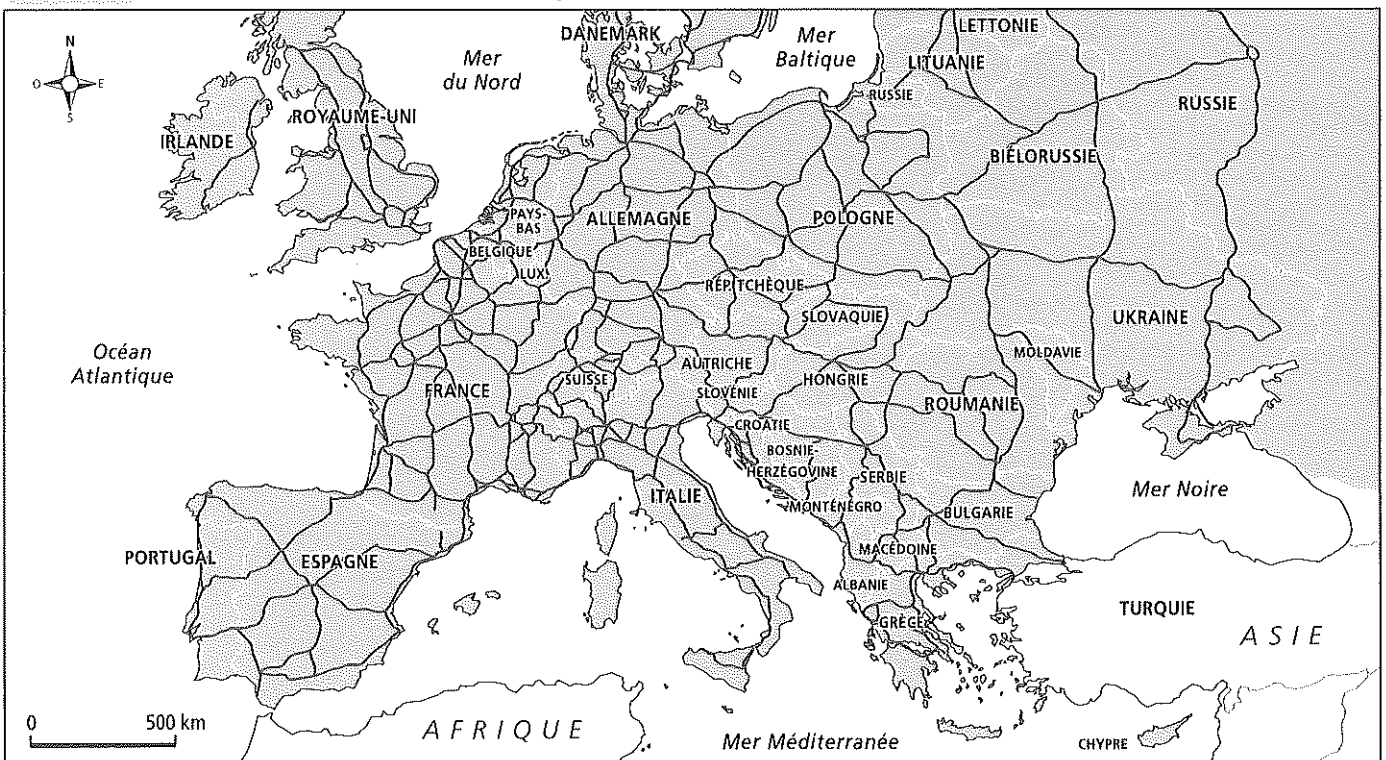 LETTONIE
DANEMARK
Mer
Baltique
N
Mer
du Nord
LITUANIE
O
E
S
RUSSIE
RUSSIE
ROYAUME-UNI
IRLANDE
BIÉLORUSSIE
PAYS-
BAS
ALLEMAGNE
POLOGNE
BELGIQUE
LUX.
RÉP. TCHÈQUE
SLOVAQUIE
UKRAINE
Océan
Atlantique
MOLDAVIE
AUTRICHE
FRANCE
SUISSE
HONGRIE
SLOVÉNIE
ROUMANIE
CROATIE
BOSNIE-
HERZÉGOVINE
SERBIE
ITALIE
Mer Noire
MONTÉNÉGRO
BULGARIE
PORTUGAL
ESPAGNE
MACÉDOINE
ALBANIE
TURQUIE
GRÈCE
ASIE
0
500 km
AFRIQUE
Mer Méditerranée
CHYPRE